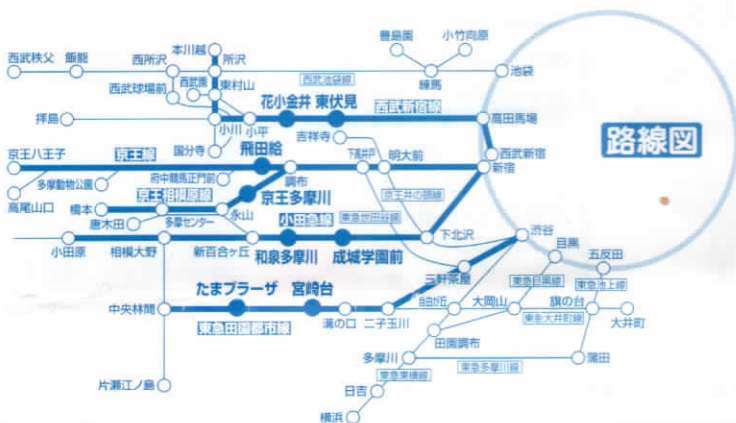 本川越
豊島園
小竹向原
西武秩父
飯能
西所沢
所沢
西武園
東村山
西武球場前
西武池袋線
練馬
池袋
花小金井
東伏見
西武新宿線
拝島
小川
小平
吉祥寺
高田馬場
路線図
京王八王子
京王線
国分寺
飛田給
下高井戸
明大前
西武新宿
新宿
多摩動物公園
府中競馬正門前
京王相模原線
調布
京王井の頭線
高尾山口
橋本
京王多摩川
東急世田谷線
唐木田
多摩センター
永山
小田急線
渋谷
目黒
小田原
相模大野
新百合ヶ丘
和泉多摩川
成城学園前
下北沢
五反田
三軒茶屋
東急目黒線
東急池上線
たまプラーザ
宮崎台
自由が丘
大岡山
旗の台
中央林間
東急田園都市線
溝の口
二子玉川
東急大井町線
大井町
田園調布
多摩川
東急多摩川線
蒲田
片瀬江ノ島
東急東横線
日吉
横浜